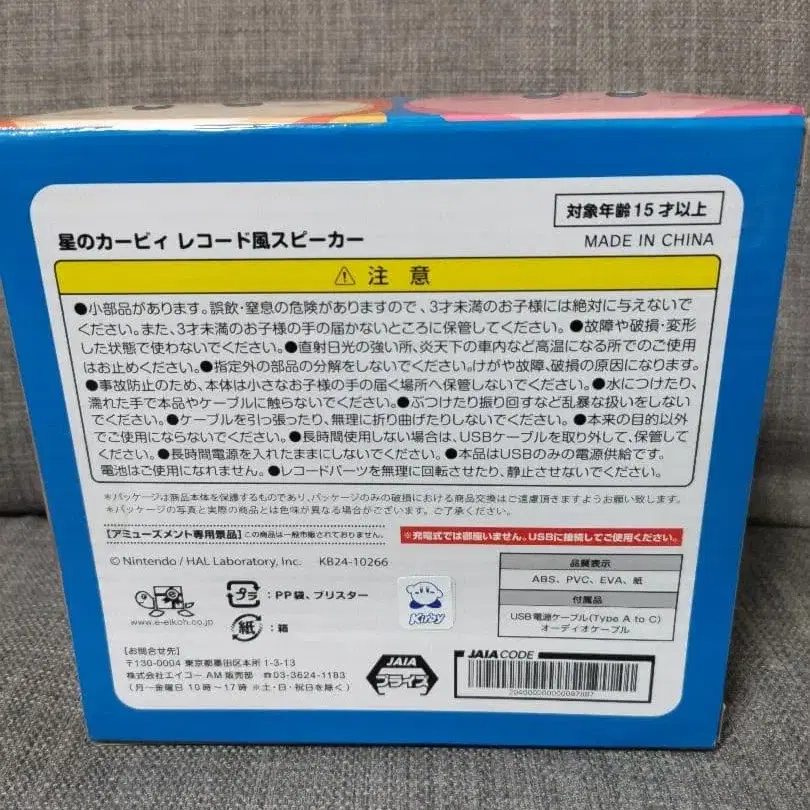 対象年齢15才以上
星のカービィ レコード風スピーカー
MADE IN CHINA
注意
●小部品があります。誤飲・窒息の危険がありますので、3才未満のお子様には絶対に与えないで
ください。また、3才未満のお子様の手の届かないところに保管してください。●故障や破損・変形
した状態で使わないでください。●直射日光の強い所、炎天下の車内など高温になる所でのご使用
はお止めください。●指定外の部品の分解をしないでください。けがや故障、破損の原因になります。
●事故防止のため、本体は小さなお子様の手の届く場所へ保管しないでください。●水につけたり、
濡れた手で本品やケーブルに触らないでください。●ぶつけたり振り回すなど乱暴な扱いをしない
でください。●ケーブルを引っ張ったり、無理に折り曲げたりしないでください。●本来の目的以外
でご使用にならないでください。●長時間使用しない場合は、USBケーブルを取り外して、保管して
ください。●長時間電源を入れたままにしないでください。●本品はUSBのみの電源供給です。
電池はご使用になれません。●レコードパーツを無理に回転させたり、静止させないでください。
※パッケージは商品本体を保護するものであり、パッケージのみの破損における商品交換はご遠慮頂きますようお願い致します。
※パッケージの写真と実際の商品とは色味が異なる場合がございます。ご了承ください。
【アミューズメント専用景品】この商品は一般市販されておりません。
※充電式では御座いません。USBに接続してご使用ください。
© Nintendo / HAL Laboratory, Inc. KB24-10266
品質表示
ABS、PVC、EVA、紙
付属品
USB電源ケーブル(Type A to C)
オーディオケーブル
プラ：PP袋、ブリスター
紙：箱
Kirby
www.e-eikoh.co.jp
【お問合せ先】
〒130-0004 東京都墨田区本所1-3-13
株式会社エイコー AM販売部 ☎03-3624-1183
(月〜金曜日 10時〜17時 ※土・日・祝日を除く)
JAIA
プライズ
JAIA CODE